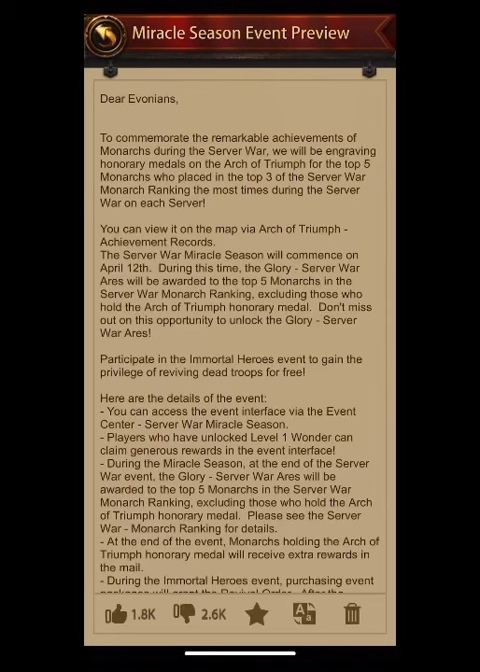 Miracle Season Event Preview
Dear Evonians,
To commemorate the remarkable achievements of
Monarchs during the Server War, we will be engraving
honorary medals on the Arch of Triumph for the top 5
Monarchs who placed in the top 3 of the Server War
Monarch Ranking the most times during the Server
War on each Server!
You can view it on the map via Arch of Triumph -
Achievement Records.
The Server War Miracle Season will commence on
April 12th.  During this time, the Glory - Server War
Ares will be awarded to the top 5 Monarchs in the
Server War Monarch Ranking, excluding those who
hold the Arch of Triumph honorary medal.  Don't miss
out on this opportunity to unlock the Glory - Server
War Ares!
Participate in the Immortal Heroes event to gain the
privilege of reviving dead troops for free!
Here are the details of the event:
- You can access the event interface via the Event
Center - Server War Miracle Season.
- Players who have unlocked Level 1 Wonder can
claim generous rewards in the event interface!
- During the Miracle Season, at the end of the Server
War event, the Glory - Server War Ares will be
awarded to the top 5 Monarchs in the Server War
Monarch Ranking, excluding those who hold the Arch
of Triumph honorary medal.  Please see the Server
War - Monarch Ranking for details.
- At the end of the event, Monarchs holding the Arch of
Triumph honorary medal will receive extra rewards in
the mail.
- During the Immortal Heroes event, purchasing event
packages will grant the Revival Order.  After the
1.8K 2.6K A a